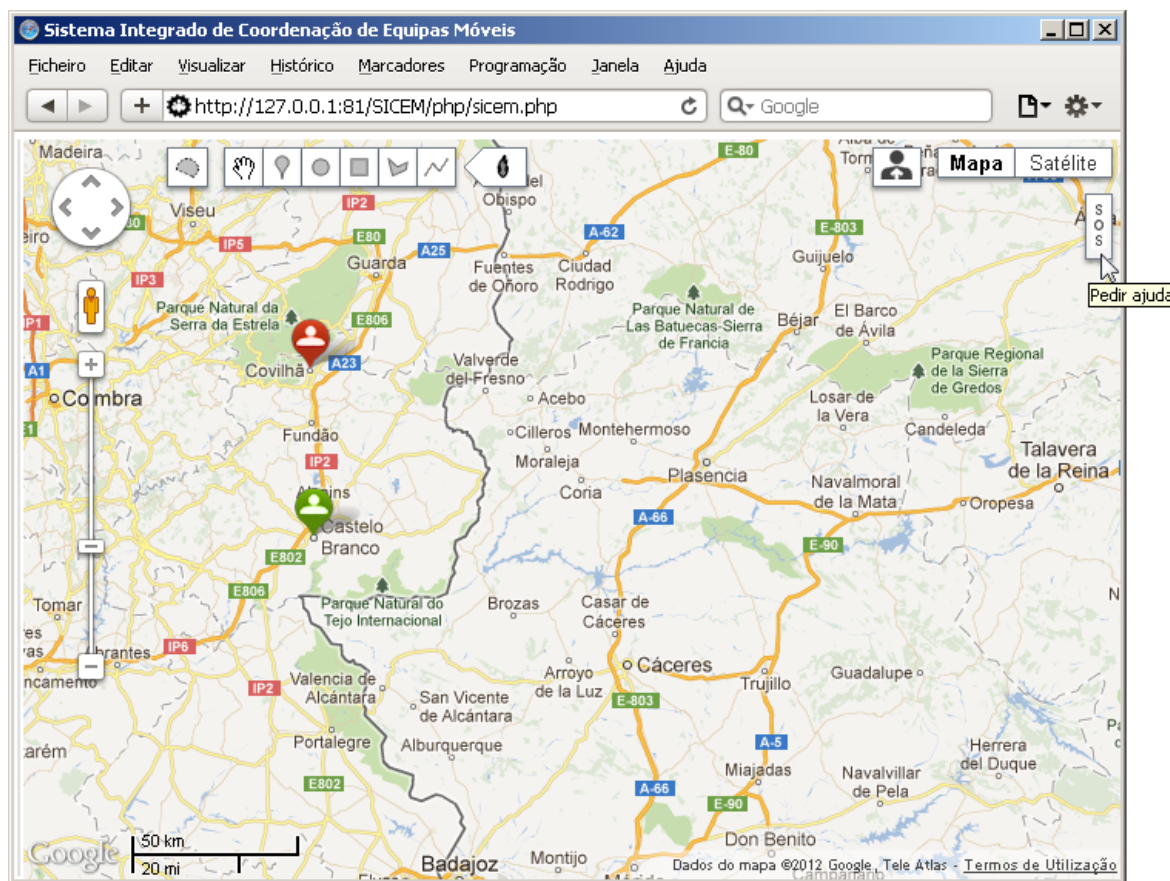 Sistema Integrado de Coordenação de Equipas Móveis
Ficheiro Editar Visualizar Histórico Marcadores Programação Janela Ajuda
http://127.0.0.1:81/SICEM/php/sicem.php
Google
Madeira
E-80
Mapa
Satélite
Viseu
IP2
Obispo
SOS
Pedir ajuda
IP5
E80
A25
A-62
E-803
Guarda
Fuentes
de Oñoro
Ciudad
Rodrigo
Guijuelo
IP3
Parque Natural da
Serra da Estrela
E806
Parque Natural de
Las Batuecas-Sierra
de Francia
Béjar
El Barco
de Ávila
IP1
A1
Covilhã
A23
Valverde
del-Fresno
Parque Regional
de la Sierra
de Gredos
Coimbra
Acebo
Losar de
la Vera
Candeleda
Fundão
Cilleros
Montehermoso
IP2
Moraleja
Plasencia
Talavera
de la Reina
Coria
Navalmoral
de la Mata
Oropesa
Castelo
Branco
A-66
E802
E-90
E806
Parque Natural do
Tejo Internacional
Brozas
Casar de
Cáceres
Tomar
IP6
Cáceres
Arroyo
de la Luz
Trujillo
Guadalupe
IP2
Valencia de
Alcántara
San Vicente
de Alcántara
E-803
Portalegre
Alburquerque
A-5
Herrera
del Duque
E802
Miajadas
Navalvillar
de Pela
A-66
E-90
Don Benito
50 km
20 mi
Google
Badajoz
Montijo
Dados do mapa ©2012 Google, Tele Atlas - Termos de Utilização